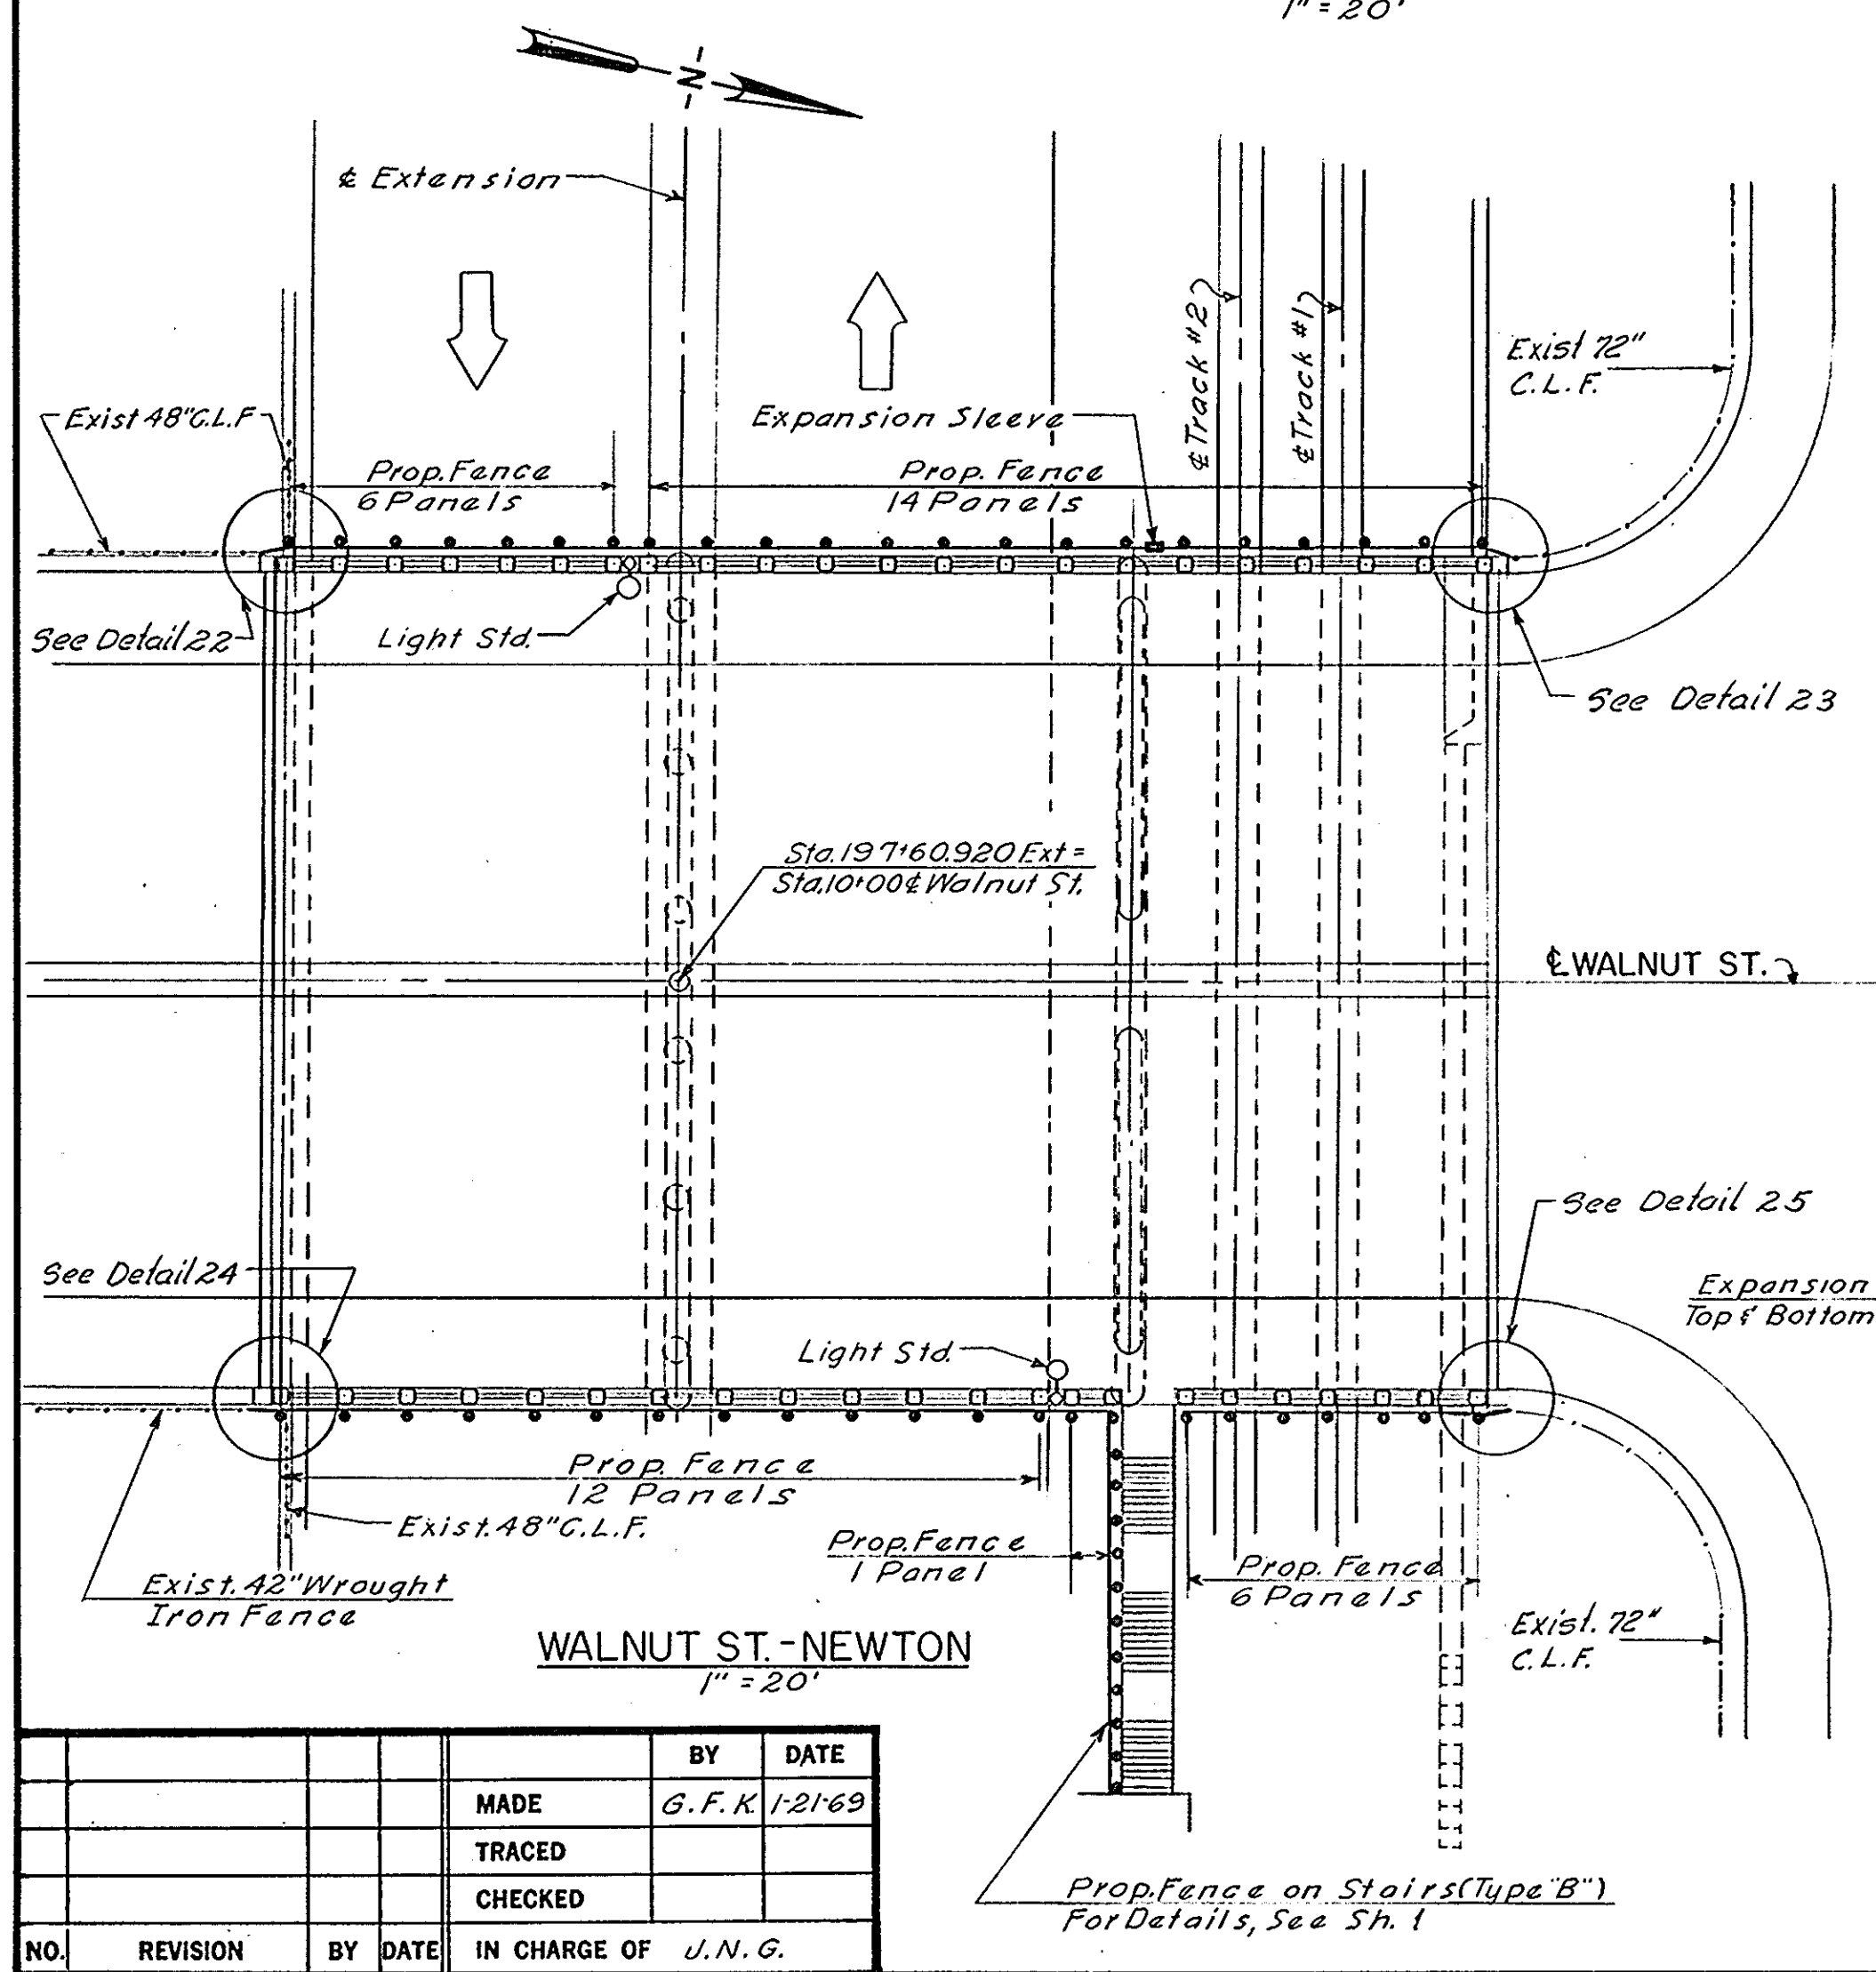 1" = 20'
-N-
℄ Extension
℄ Track #2
℄ Track #1
Exist 72"
C.L.F.
Exist 48" C.L.F
Expansion Sleeve
Prop. Fence
6 Panels
Prop. Fence
14 Panels
See Detail 22
Light Std.
See Detail 23
Sta. 197+60.920 Ext =
Sta. 10+00 ℄ Walnut St.
℄ WALNUT ST.
See Detail 25
See Detail 24
Expansion
Top & Bottom
Light Std.
Prop. Fence
12 Panels
Exist. 48" C.L.F.
Prop. Fence
1 Panel
Prop. Fence
6 Panels
Exist. 42" Wrought
Iron Fence
Exist. 72"
C.L.F.
WALNUT ST.-NEWTON
1" = 20'
BY DATE
MADE G.F.K 1-21-69
TRACED
CHECKED
NO. REVISION BY DATE IN CHARGE OF J.N.G.
Prop. Fence on Stairs (Type "B")
For Details, See Sh. 1